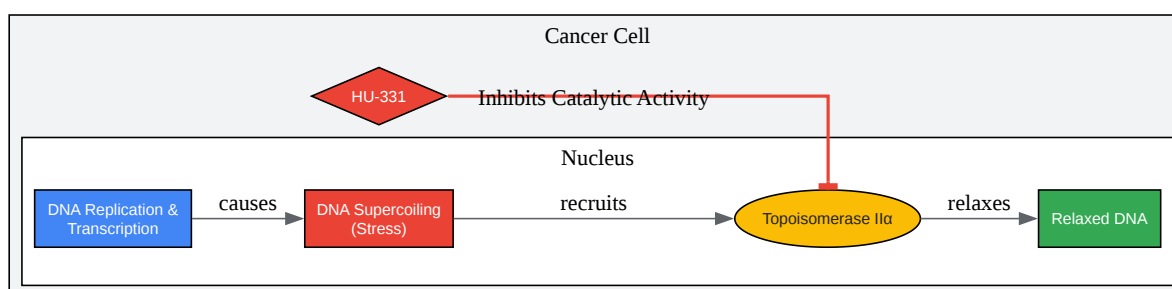 Cancer Cell
HU-331
Inhibits Catalytic Activity
Nucleus
DNA Replication &
Transcription
causes
DNA Supercoiling
(Stress)
recruits
Topoisomerase IIα
relaxes
Relaxed DNA